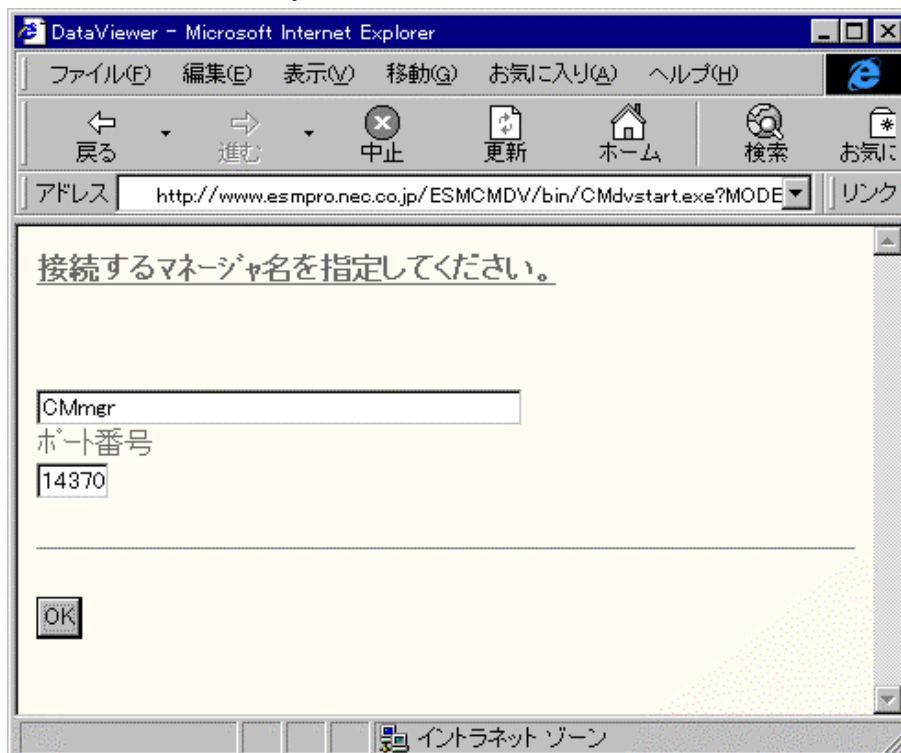 DataViewer - Microsoft Internet Explorer
ファイル(F) 編集(E) 表示(V) 移動(G) お気に入り(A) ヘルプ(H)
戻る 進む 中止 更新 ホーム 検索 お気に
アドレス http://www.esmpro.nec.co.jp/ESMCMDV/bin/CMdvstart.exe?MODE リンク
接続するマネージャ名を指定してください。
CMmgr
ポート番号
14370
OK
イントラネット ゾーン